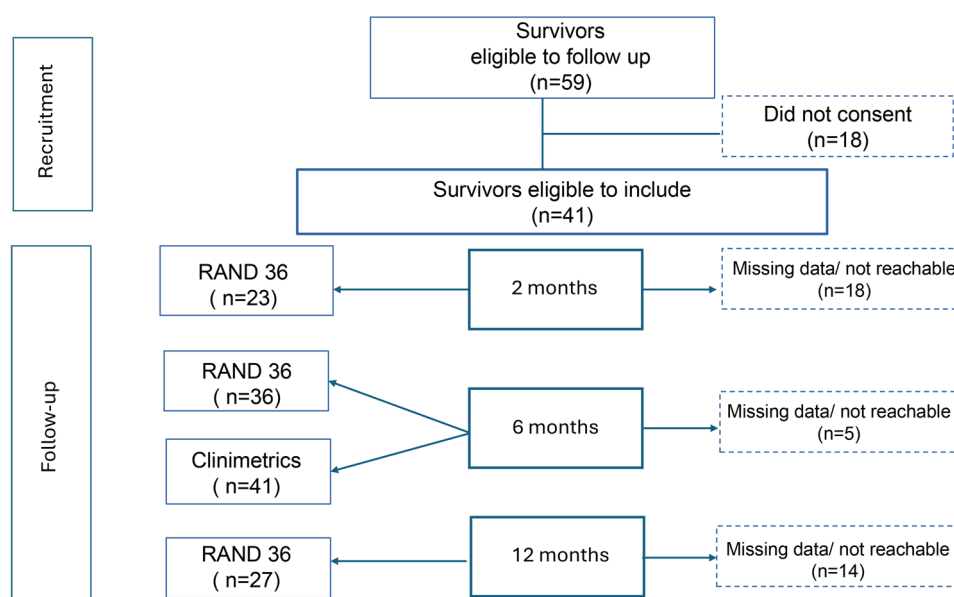 Recruitment
Survivors
eligible to follow up
(n=59)
Did not consent
(n=18)
Survivors eligible to include
(n=41)
Follow-up
RAND 36
( n=23)
2 months
Missing data/ not reachable
(n=18)
RAND 36
( n=36)
Clinimetrics
( n=41)
6 months
Missing data/ not reachable
(n=5)
RAND 36
( n=27)
12 months
Missing data/ not reachable
(n=14)